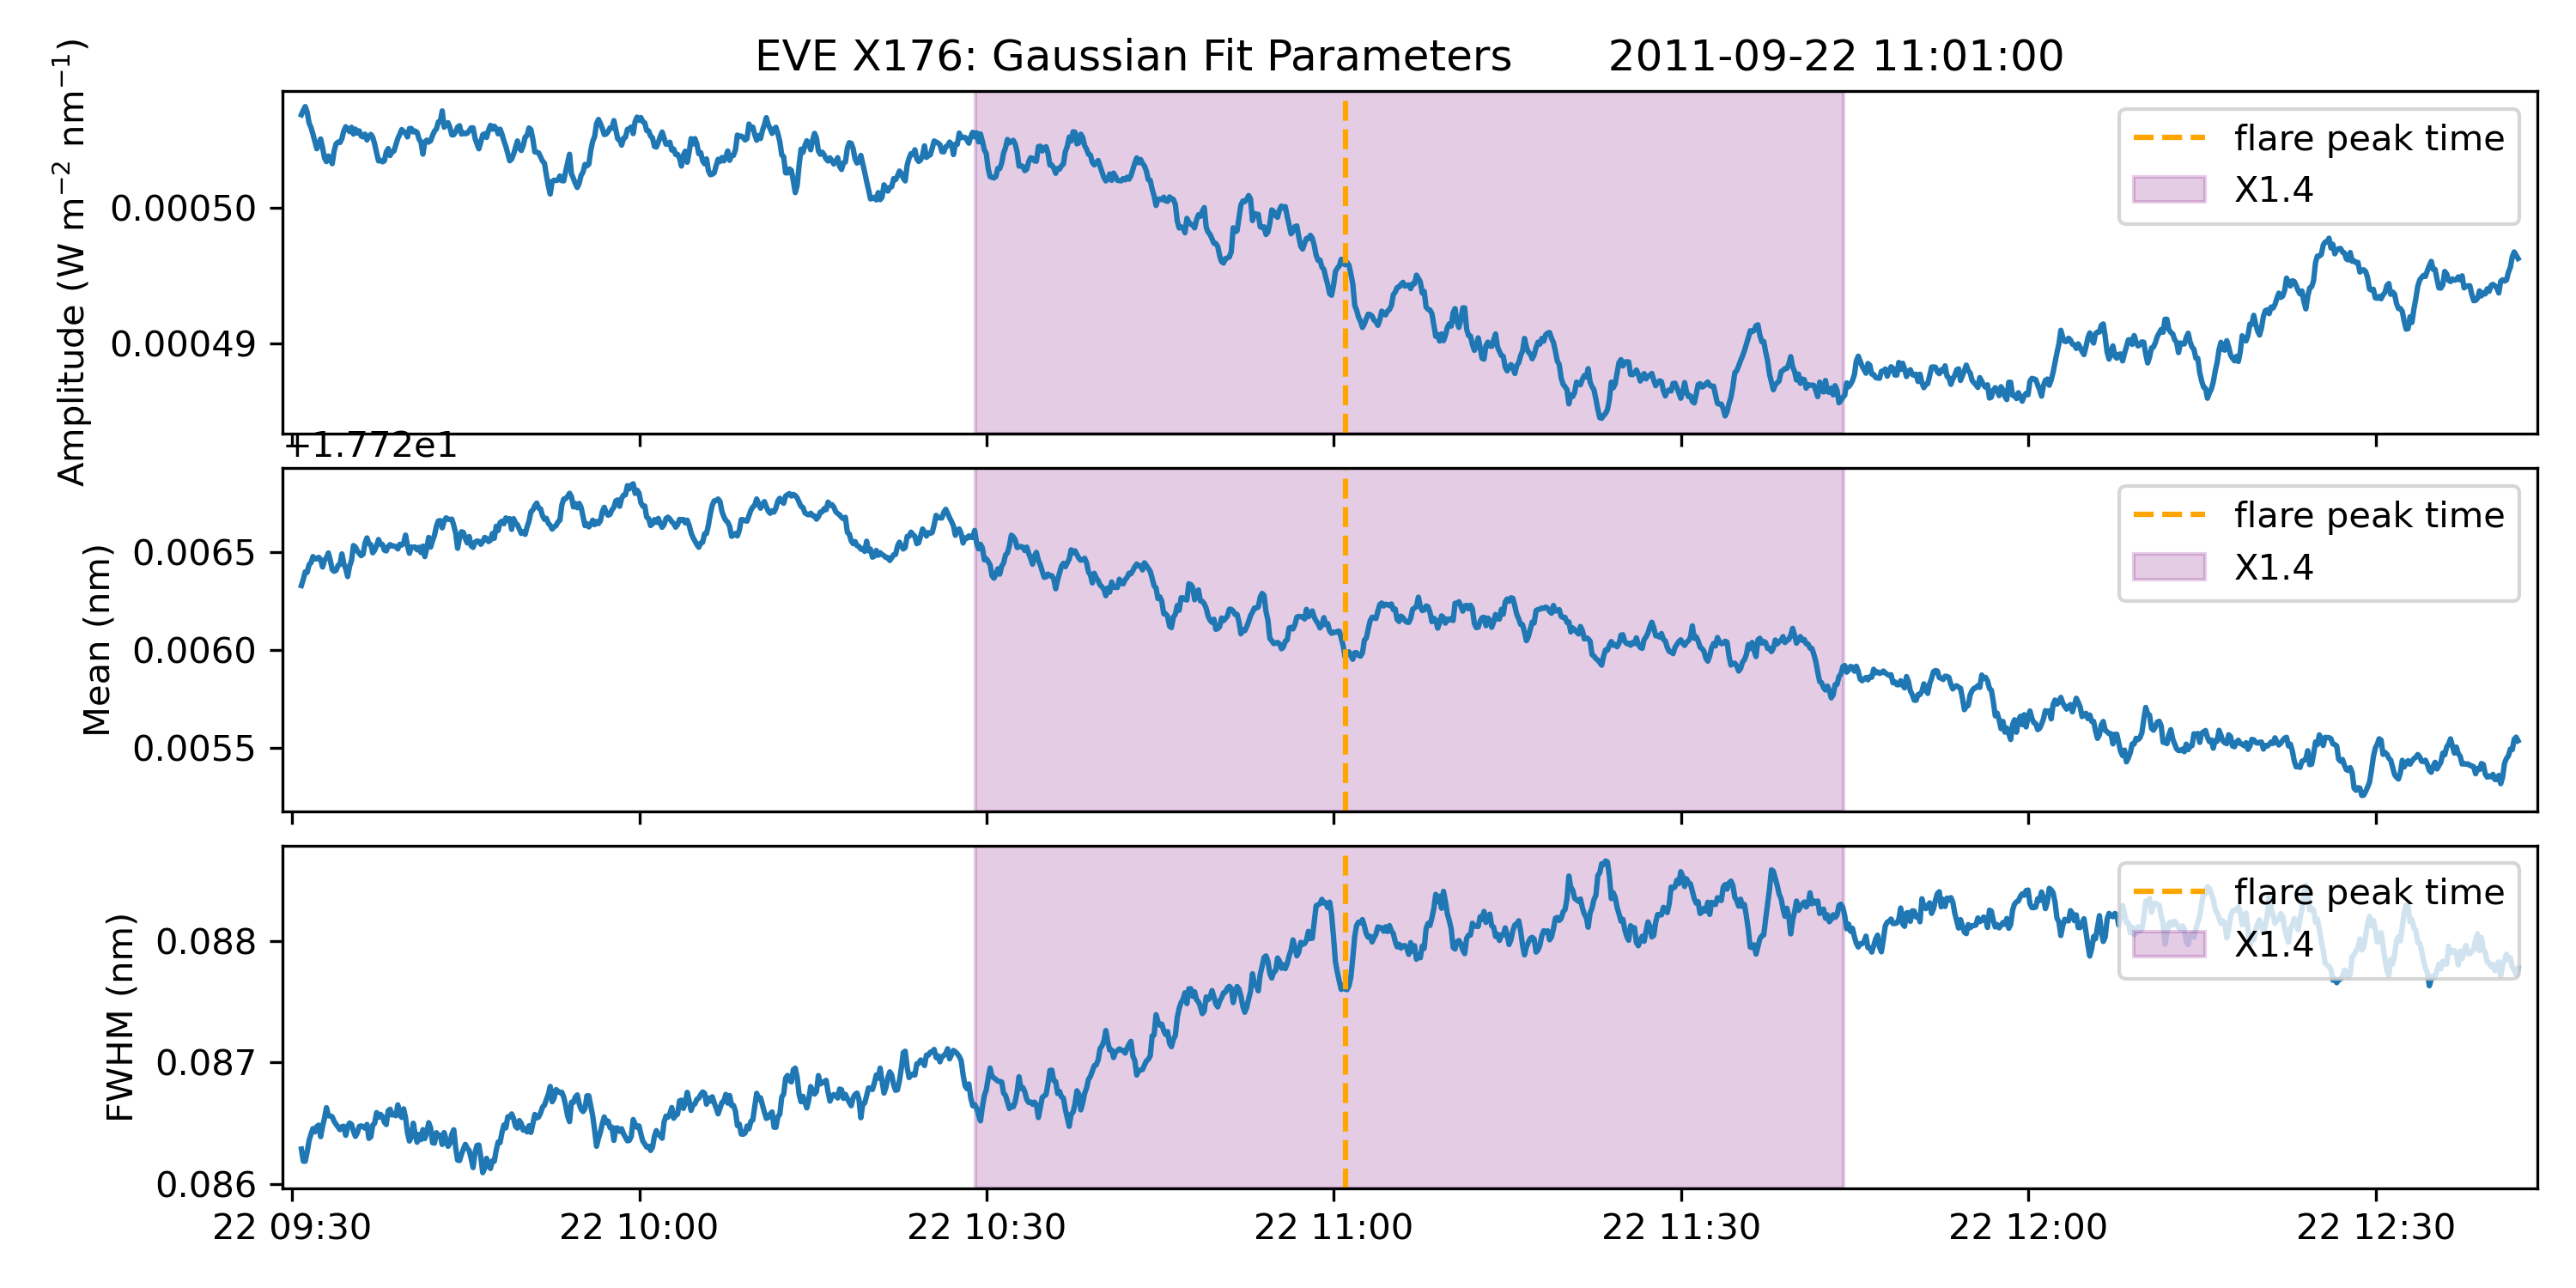 EVE X176: Gaussian Fit Parameters 2011-09-22 11:01:00
Amplitude (W m⁻² nm⁻¹)
0.00050
0.00049
flare peak time
X1.4
+1.772e1
Mean (nm)
0.0065
0.0060
0.0055
flare peak time
X1.4
FWHM (nm)
0.088
0.087
0.086
flare peak time
X1.4
22 09:30 22 10:00 22 10:30 22 11:00 22 11:30 22 12:00 22 12:30